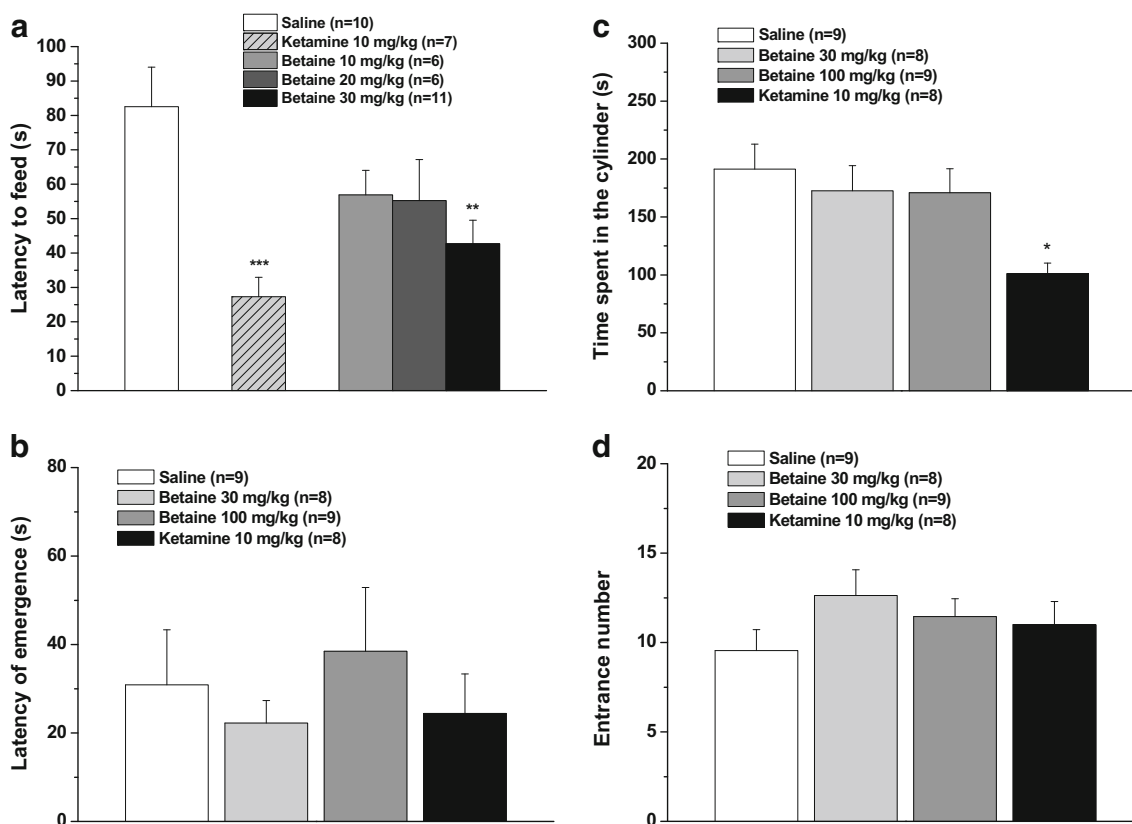 a
Saline (n=10)
Ketamine 10 mg/kg (n=7)
Betaine 10 mg/kg (n=6)
Betaine 20 mg/kg (n=6)
Betaine 30 mg/kg (n=11)
Latency to feed (s)
100
90
80
70
60
50
40
30
20
10
0
***
**
b
Saline (n=9)
Betaine 30 mg/kg (n=8)
Betaine 100 mg/kg (n=9)
Ketamine 10 mg/kg (n=8)
Latency of emergence (s)
80
60
40
20
0
c
Saline (n=9)
Betaine 30 mg/kg (n=8)
Betaine 100 mg/kg (n=9)
Ketamine 10 mg/kg (n=8)
Time spent in the cylinder (s)
300
250
200
150
100
50
0
*
d
Saline (n=9)
Betaine 30 mg/kg (n=8)
Betaine 100 mg/kg (n=9)
Ketamine 10 mg/kg (n=8)
Entrance number
20
15
10
5
0